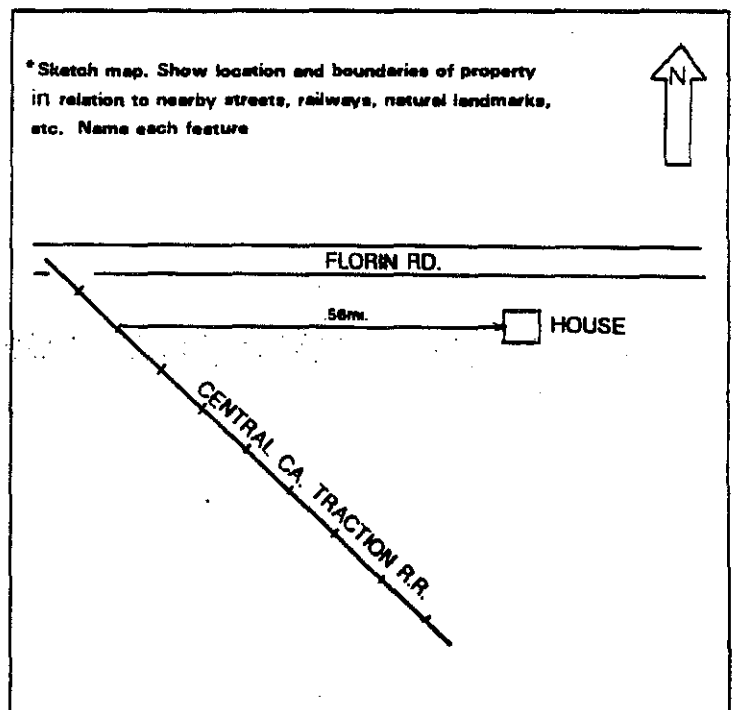 *Sketch map. Show location and boundaries of property
in relation to nearby streets, railways, natural landmarks,
etc. Name each feature
N
FLORIN RD.
.56mi.
HOUSE
CENTRAL CA. TRACTION R.R.